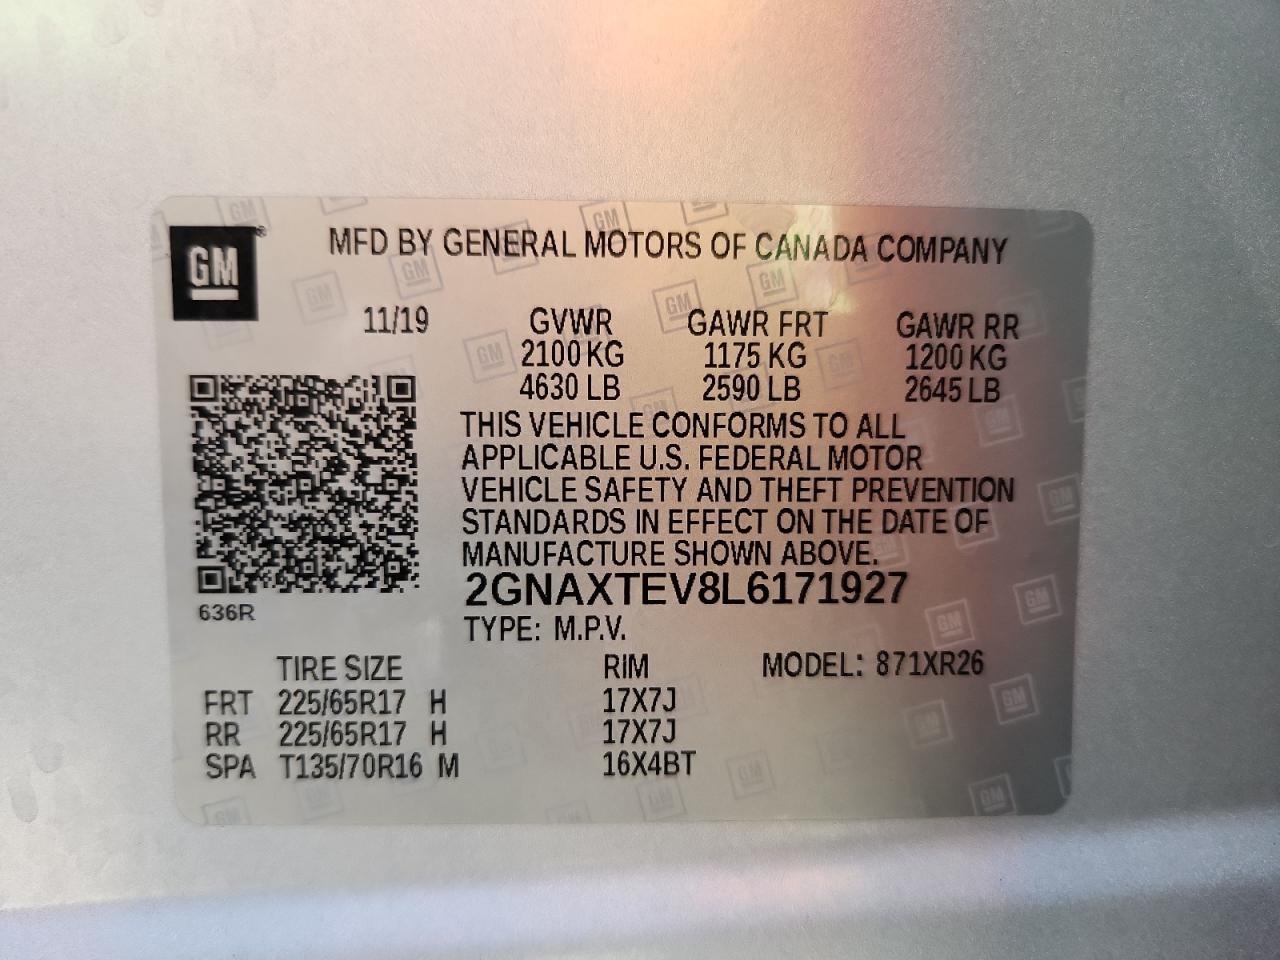 GM
MFD BY GENERAL MOTORS OF CANADA COMPANY
11/19 GVWR GAWR FRT GAWR RR
2100 KG 1175 KG 1200 KG
4630 LB 2590 LB 2645 LB
THIS VEHICLE CONFORMS TO ALL
APPLICABLE U.S. FEDERAL MOTOR
VEHICLE SAFETY AND THEFT PREVENTION
STANDARDS IN EFFECT ON THE DATE OF
MANUFACTURE SHOWN ABOVE.
2GNAXTEV8L6171927
636R
TYPE: M.P.V.
TIRE SIZE RIM MODEL: 871XR26
FRT 225/65R17 H 17X7J
RR 225/65R17 H 17X7J
SPA T135/70R16 M 16X4BT